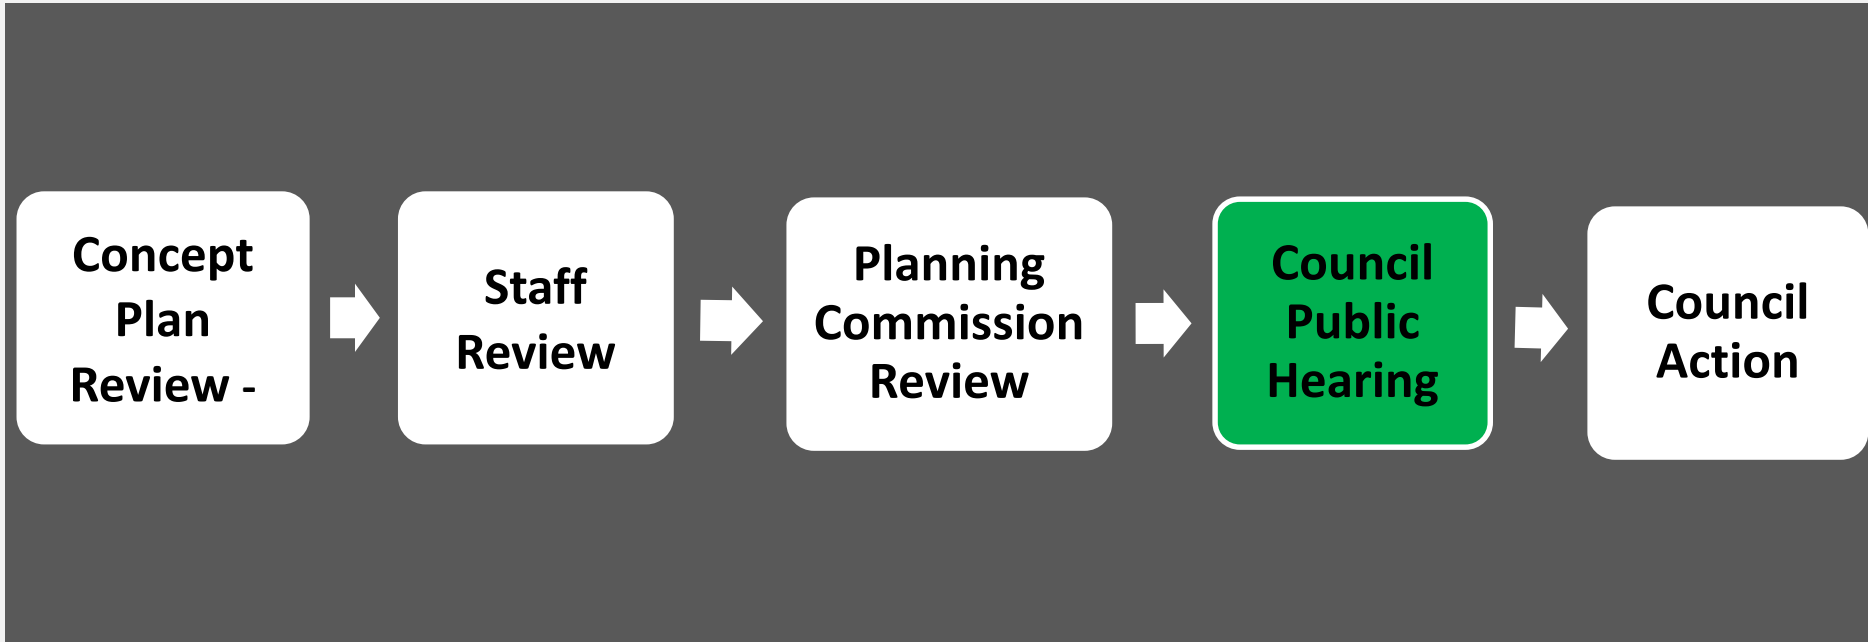 Concept
Plan
Review -
Staff
Review
Planning
Commission
Review
Council
Public
Hearing
Council
Action